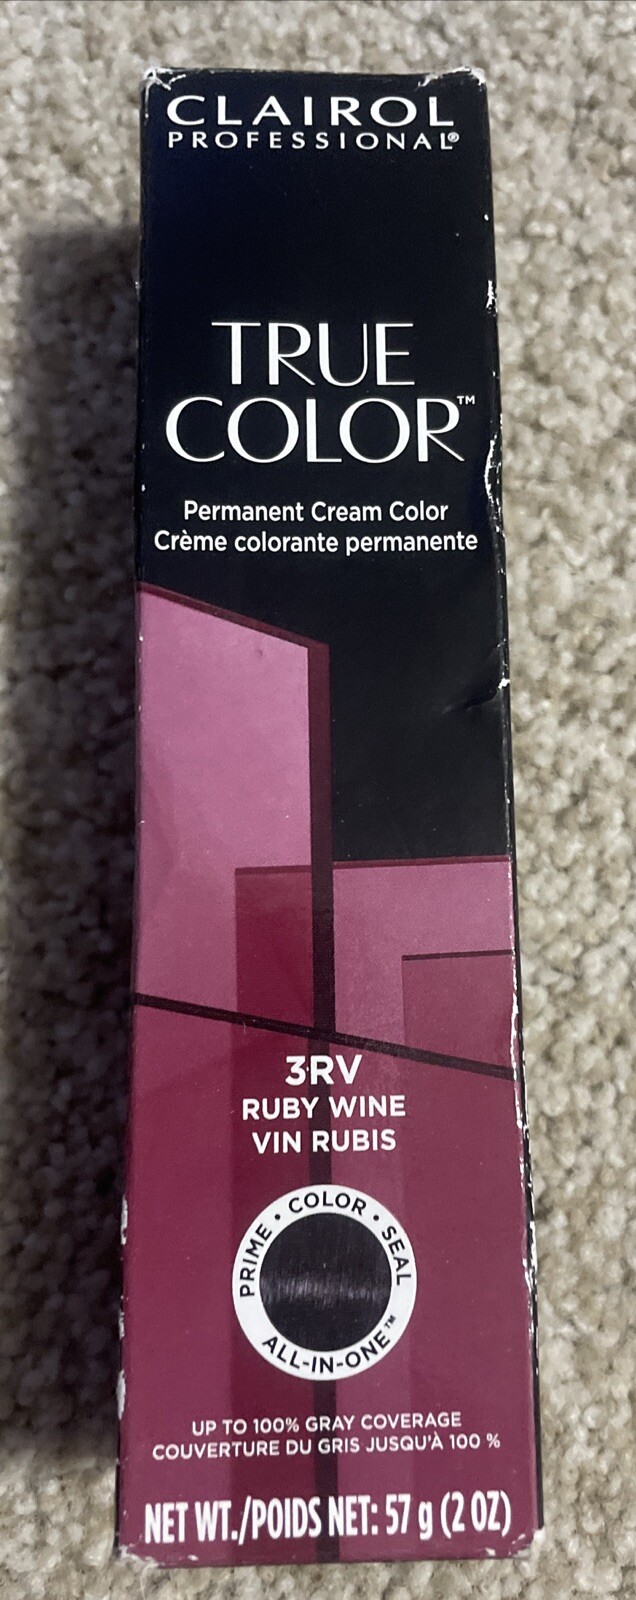 CLAIROL
PROFESSIONAL®
TRUE
COLOR™
Permanent Cream Color
Crème colorante permanente
3RV
RUBY WINE
VIN RUBIS
PRIME • COLOR • SEAL
ALL-IN-ONE™
UP TO 100% GRAY COVERAGE
COUVERTURE DU GRIS JUSQU'À 100 %
NET WT./POIDS NET: 57 g (2 OZ)